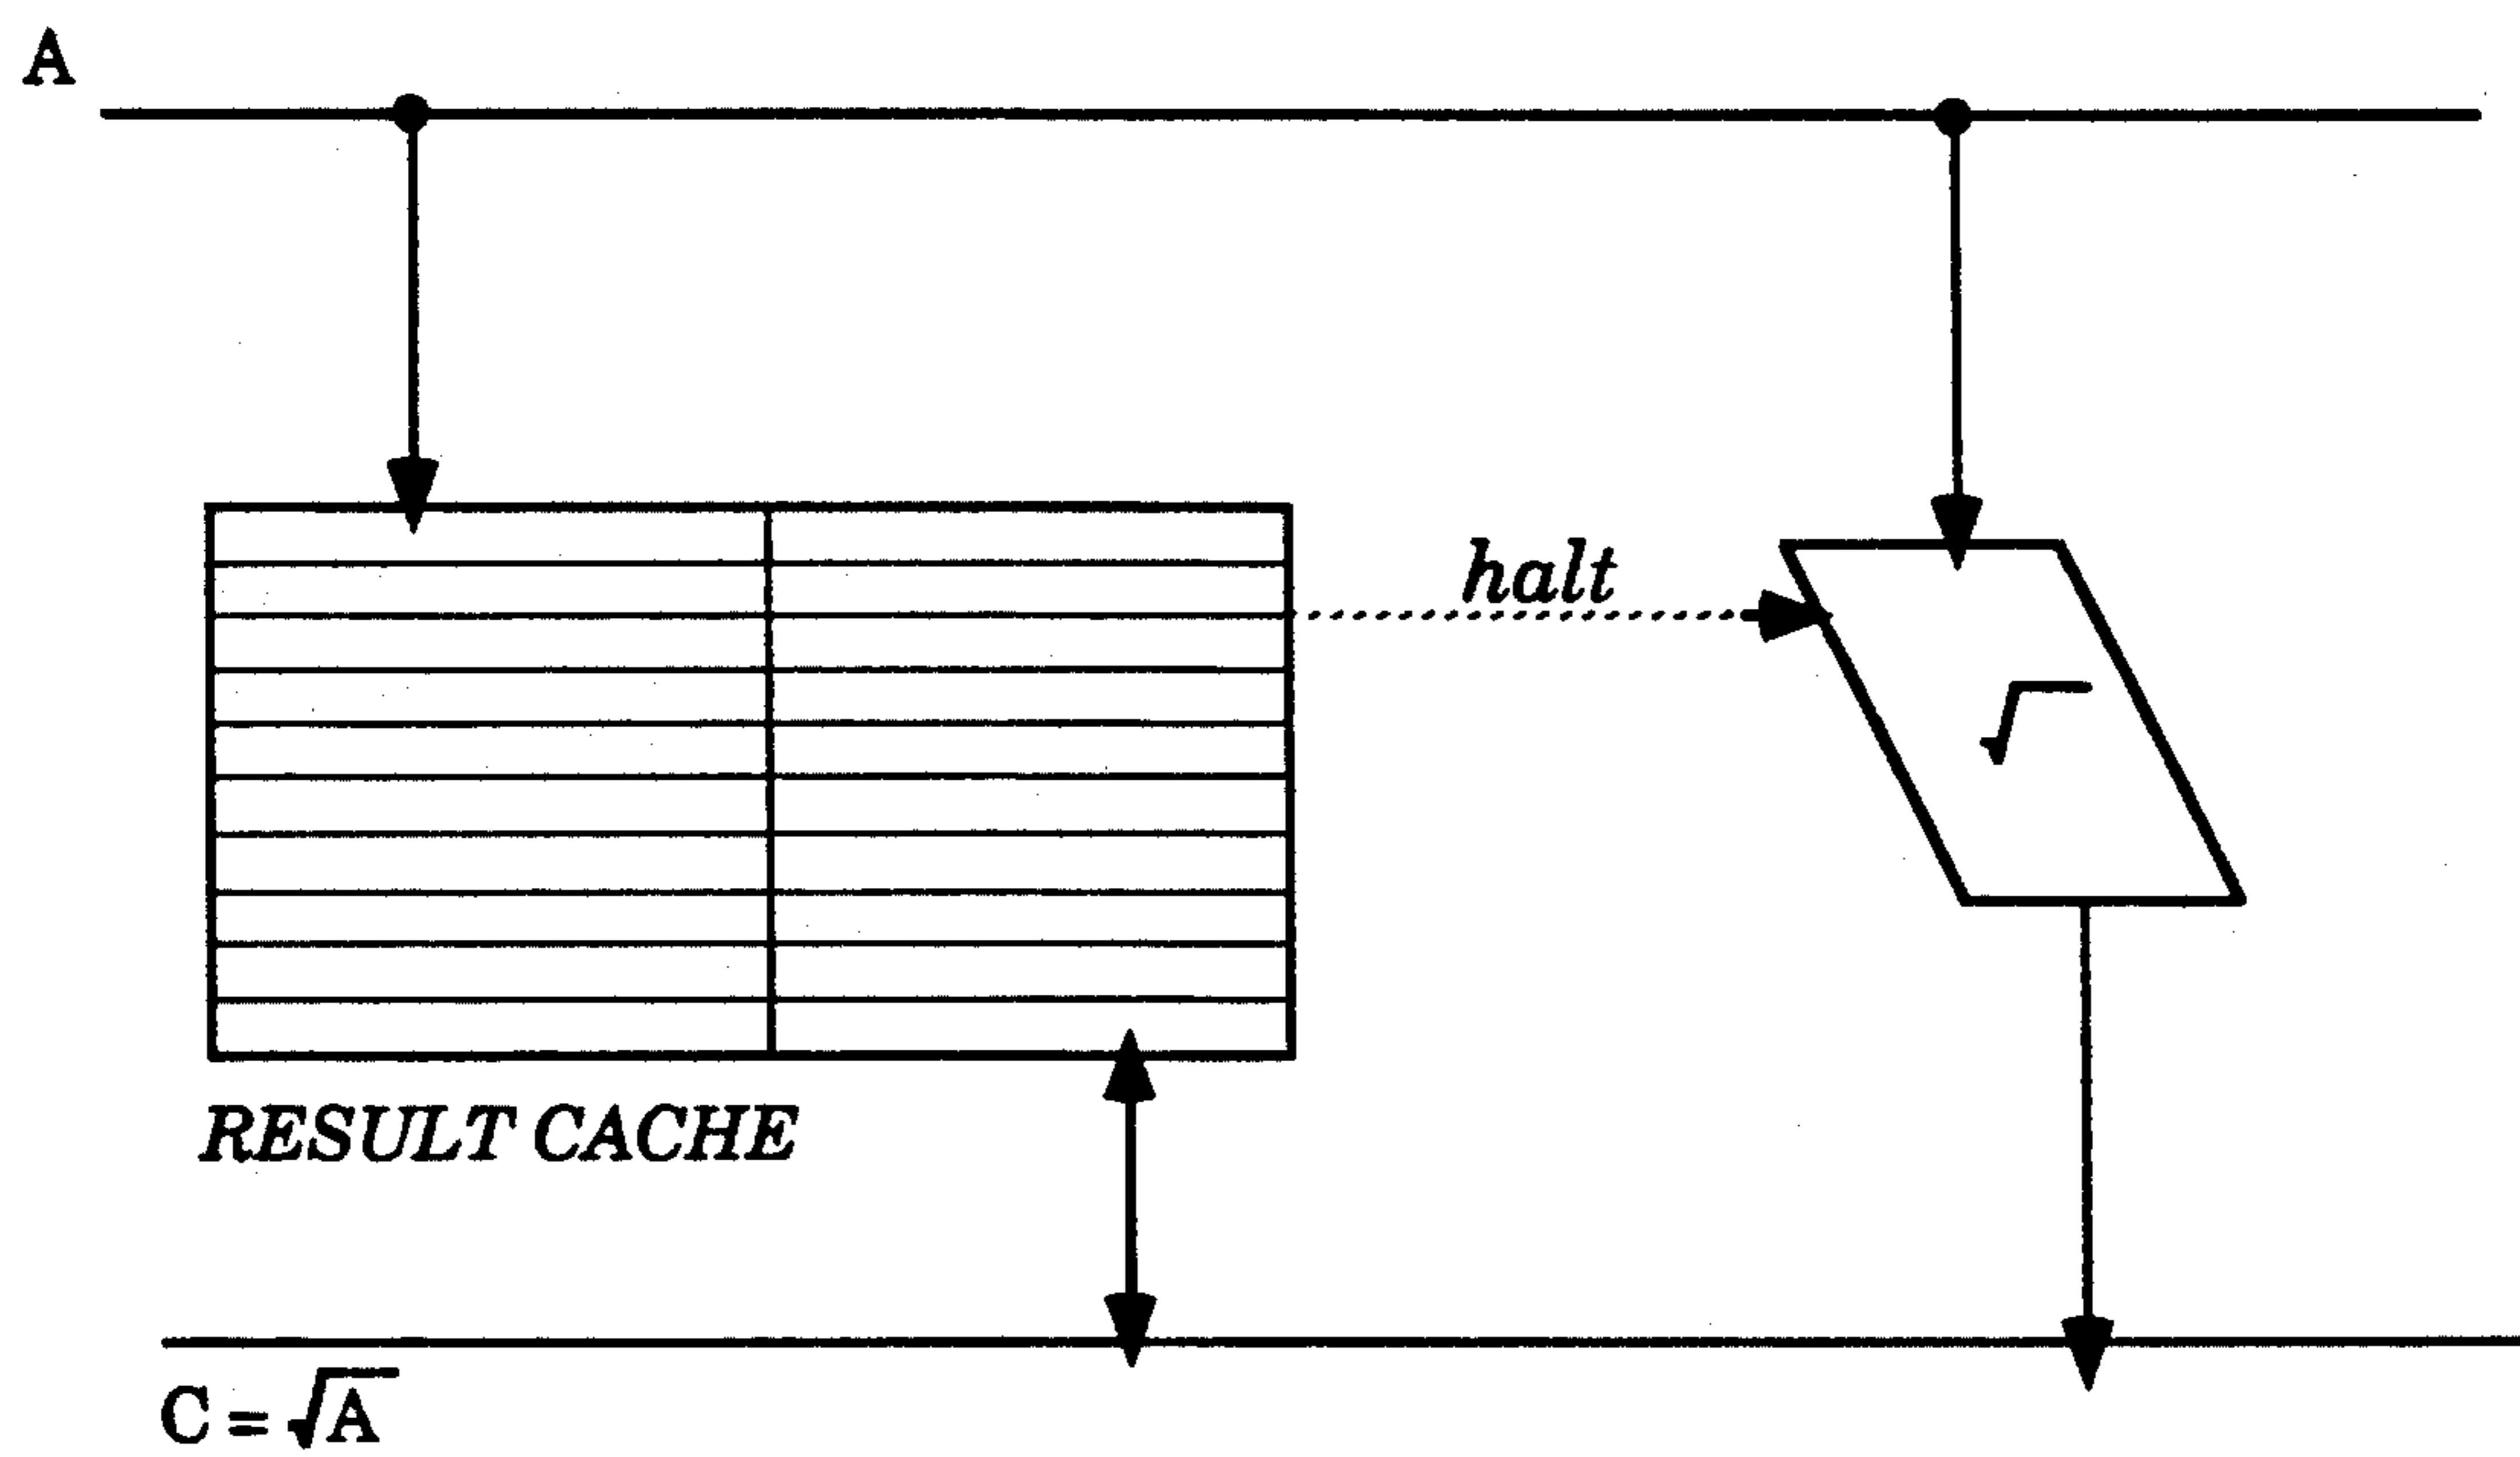 A
halt
√
RESULT CACHE
C = √A